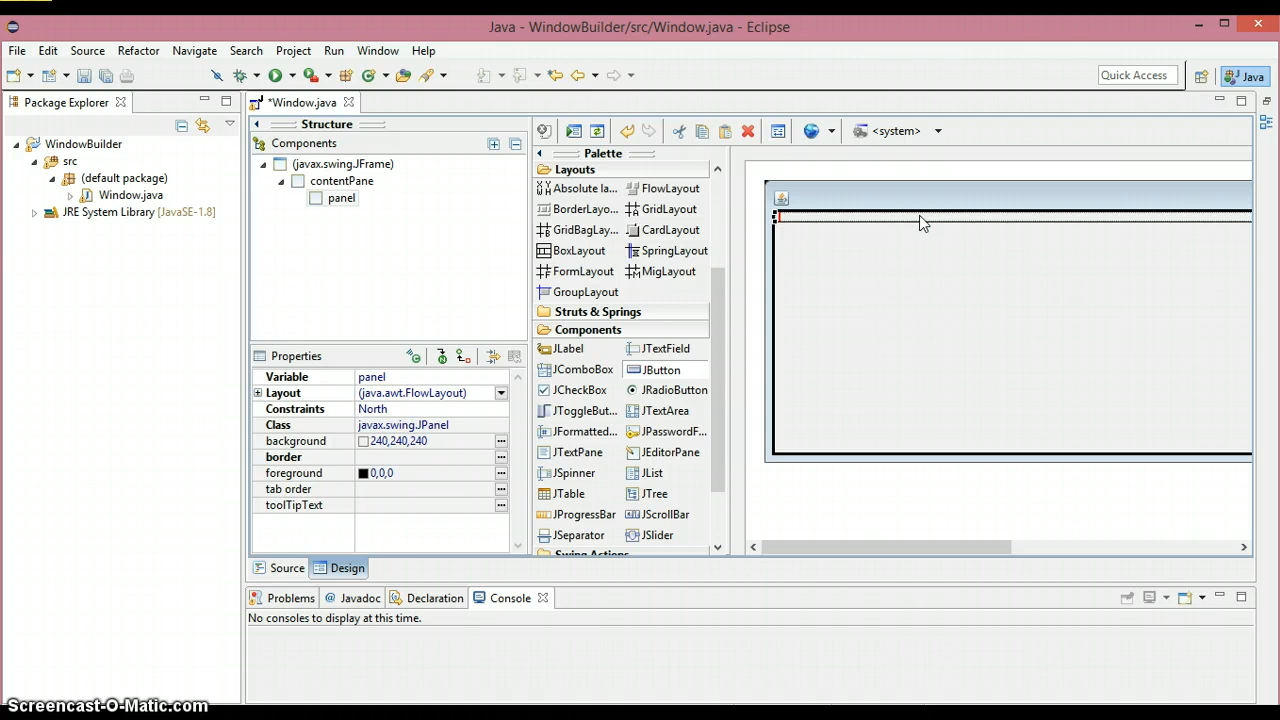 Java - WindowBuilder/src/Window.java - Eclipse
File Edit Source Refactor Navigate Search Project Run Window Help
Quick Access
Java
Package Explorer
*Window.java
WindowBuilder
src
(default package)
Window.java
JRE System Library [JavaSE-1.8]
Structure
Components
(javax.swing.JFrame)
contentPane
panel
Properties
Variable panel
Layout (java.awt.FlowLayout)
Constraints North
Class javax.swing.JPanel
background 240,240,240
border
foreground 0,0,0
tab order
toolTipText
<system>
Palette
Layouts
Absolute la... FlowLayout
BorderLayo... GridLayout
GridBagLay... CardLayout
BoxLayout SpringLayout
FormLayout MigLayout
GroupLayout
Struts & Springs
Components
JLabel JTextField
JComboBox JButton
JCheckBox JRadioButton
JToggleBut... JTextArea
JFormatted... JPasswordF...
JTextPane JEditorPane
JSpinner JList
JTable JTree
JProgressBar JScrollBar
JSeparator JSlider
Swing Actions
Source Design
Problems @ Javadoc Declaration Console
No consoles to display at this time.
Screencast-O-Matic.com